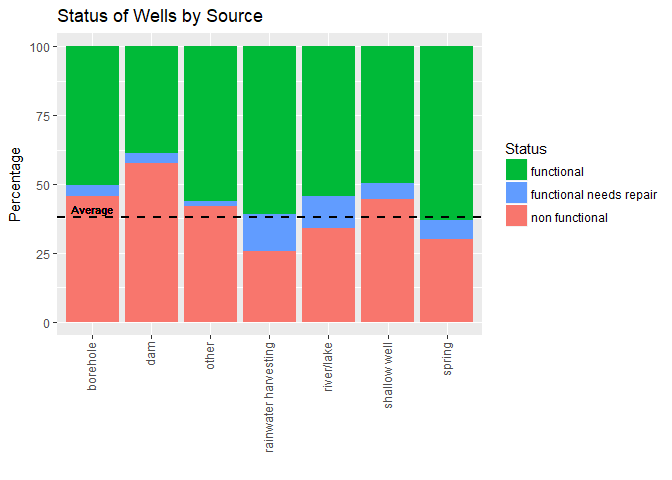 Status of Wells by Source
Percentage
100
75
50
25
0
Average
borehole
dam
other
rainwater harvesting
river/lake
shallow well
spring
Status
functional
functional needs repair
non functional